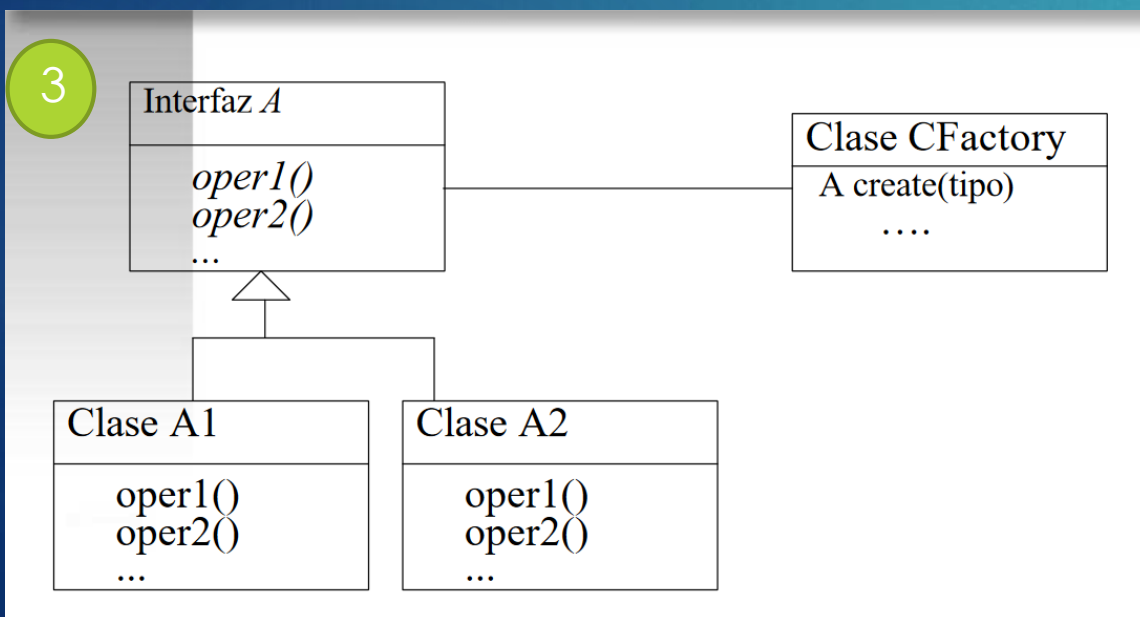 3
Interfaz A
oper1()
oper2()
...
Clase CFactory
A create(tipo)
....
Clase A1
oper1()
oper2()
...
Clase A2
oper1()
oper2()
...